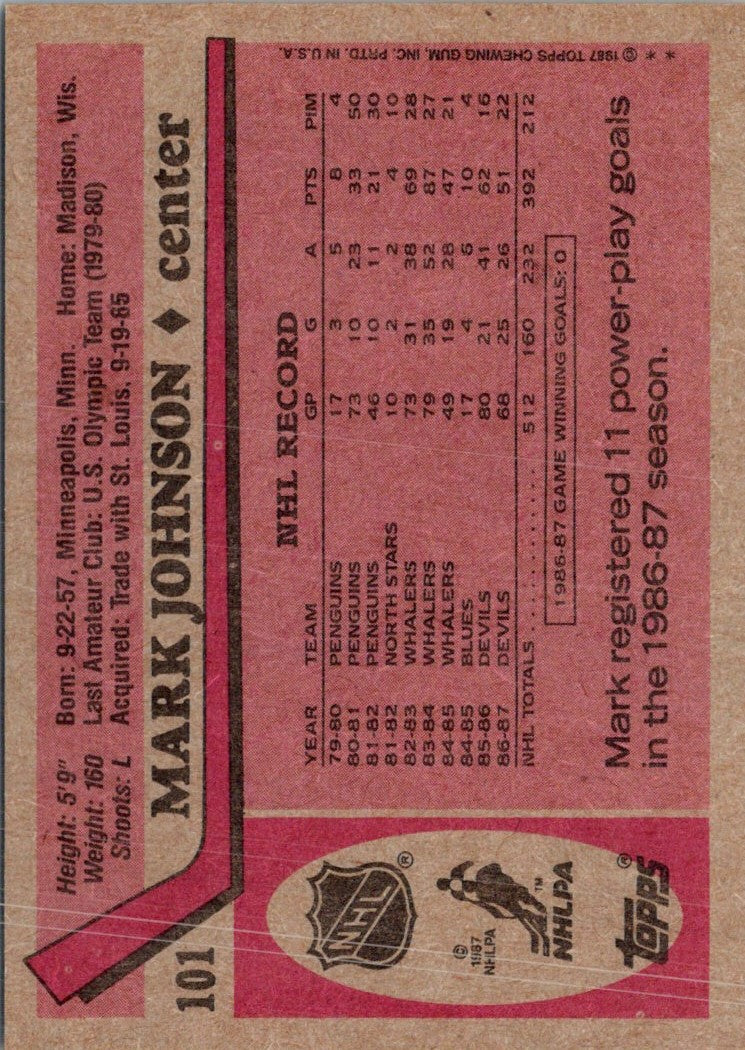 101
Height: 5'9" Born: 9-22-57, Minneapolis, Minn. Home: Madison, Wis.
Weight: 160 Last Amateur Club: U.S. Olympic Team (1979-80)
Shoots: L Acquired: Trade with St. Louis, 9-19-85
MARK JOHNSON ♦ center
NHL RECORD
YEAR TEAM GP G A PTS PIM
79-80 PENGUINS 17 3 5 8 4
80-81 PENGUINS 73 10 23 33 50
81-82 PENGUINS 46 10 11 21 30
81-82 NORTH STARS 10 2 2 4 10
82-83 WHALERS 73 31 38 69 28
83-84 WHALERS 79 35 52 87 27
84-85 WHALERS 49 19 28 47 21
84-85 BLUES 17 4 6 10 4
85-86 DEVILS 80 21 41 62 16
86-87 DEVILS 68 25 26 51 22
NHL TOTALS . . . . . . . . . . . . . . . 512 160 232 392 212
1986-87 GAME WINNING GOALS: 0
Mark registered 11 power-play goals
in the 1986-87 season.
NHL ®
© 1987 NHLPA
NHLPA ™
TOPPS ®
* * © 1987 TOPPS CHEWING GUM, INC. PRTD. IN U.S.A.